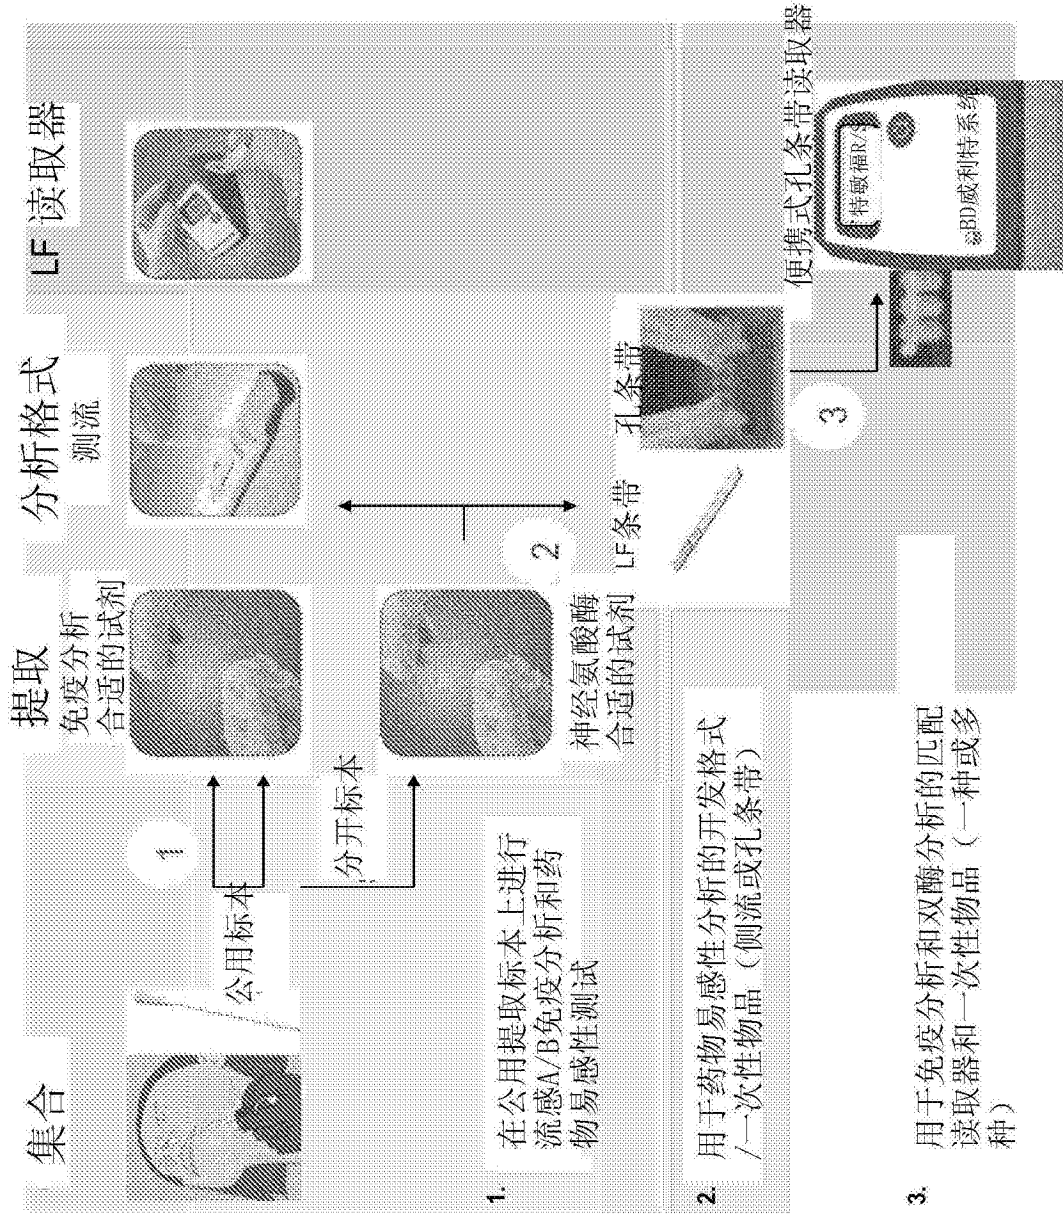 集合
提取
分析格式
LF 读取器
免疫分析
合适的试剂
测流
1
公用标本
分开标本
2
神经氨酸酶
合适的试剂
LF条带
孔条带
3
便携式孔条带读取器
特敏福R/S
BD威利特系统
1.
在公用提取标本上进行
流感A/B免疫分析和药
物易感性测试
2.
用于药物易感性分析的开发格式
/一次性物品（侧流或孔条带）
3.
用于免疫分析和双酶分析的匹配
读取器和一次性物品（一种或多
种）